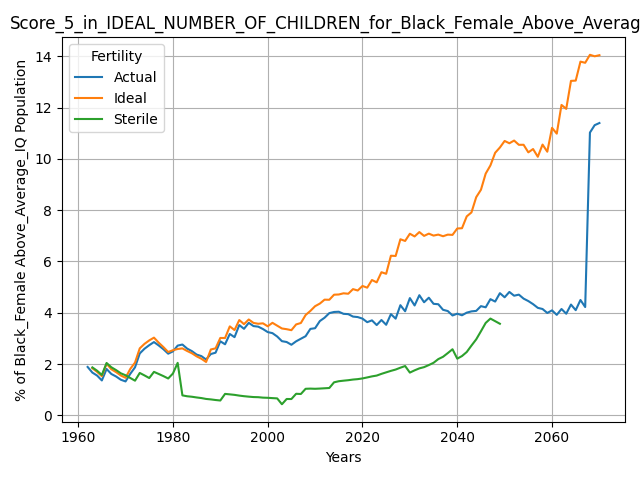 Score_5_in_IDEAL_NUMBER_OF_CHILDREN_for_Black_Female_Above_Averag
Fertility
Actual
Ideal
Sterile
% of Black_Female Above_Average_IQ Population
14
12
10
8
6
4
2
0
1960
1980
2000
2020
2040
2060
Years